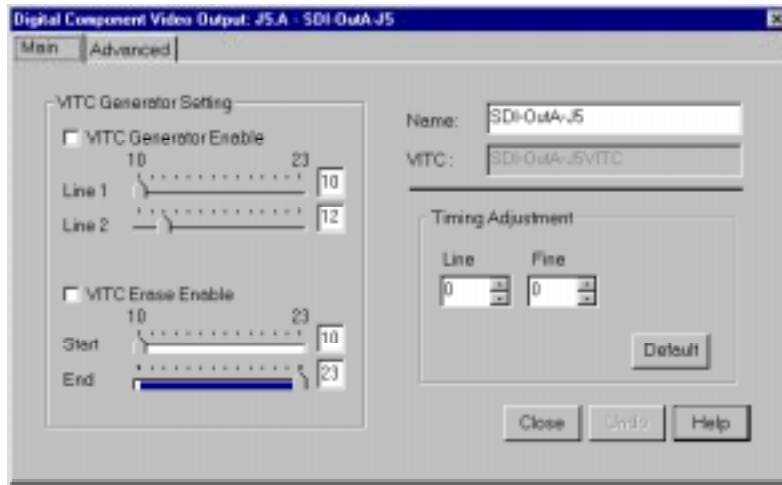 Digital Component Video Output: J5.A - SDI-OutA-J5
Main Advanced
VITC Generator Setting
VITC Generator Enable
10 23
Line 1 10
Line 2 12
VITC Erase Enable
10 23
Start 10
End 23
Name: SDI-OutA-J5
VITC: SDI-OutA-J5VITC
Timing Adjustment
Line Fine
0 0
Default
Close Undo Help